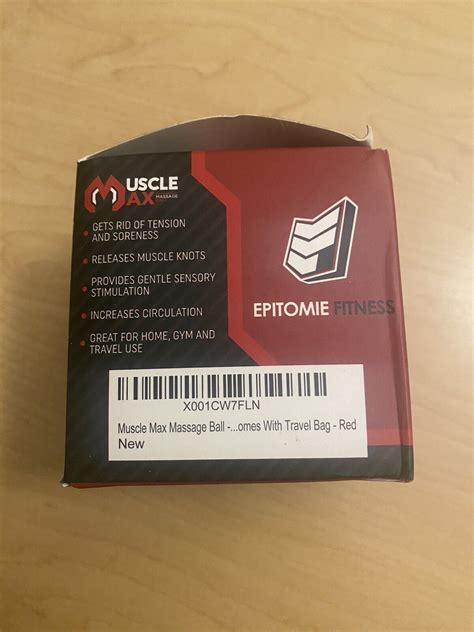 MUSCLE
MAX MASSAGE
GETS RID OF TENSION
AND SORENESS
RELEASES MUSCLE KNOTS
PROVIDES GENTLE SENSORY
STIMULATION
INCREASES CIRCULATION
GREAT FOR HOME, GYM AND
TRAVEL USE
EPITOMIE FITNESS
X001CW7FLN
Muscle Max Massage Ball -...omes With Travel Bag - Red
New